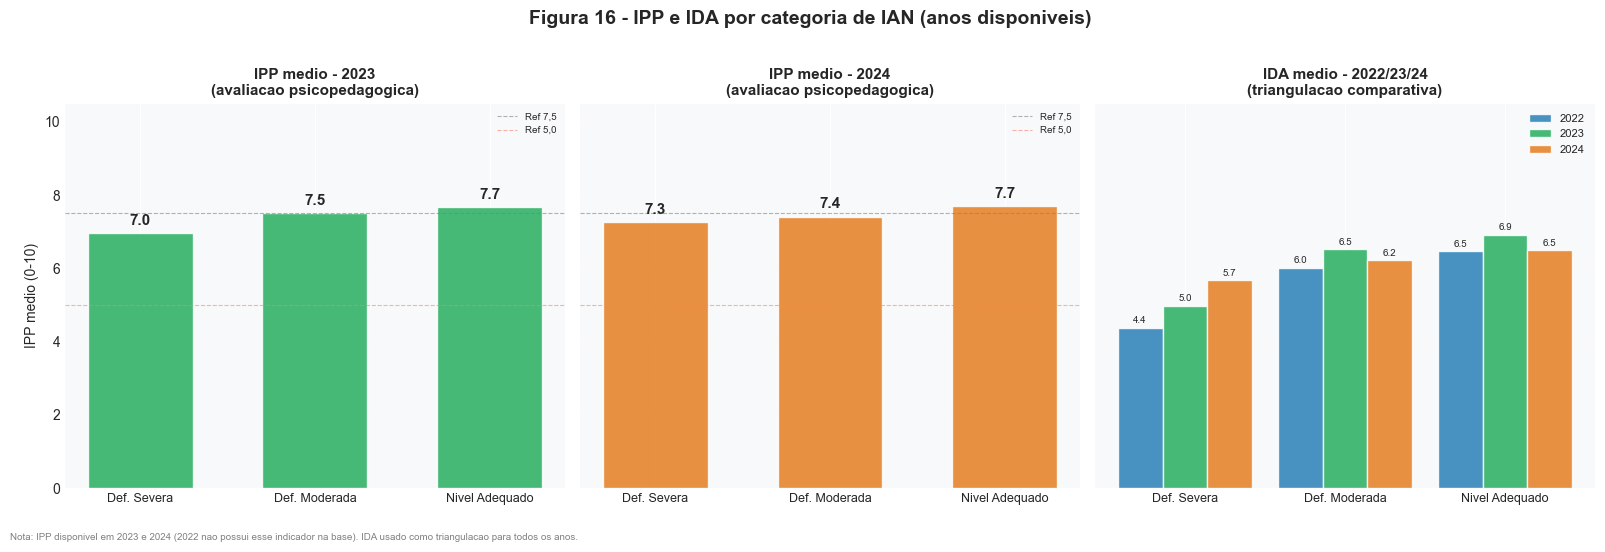 Figura 16 - IPP e IDA por categoria de IAN (anos disponiveis)
IPP medio - 2023
(avaliacao psicopedagogica)
IPP medio (0-10)
10
8
6
4
2
0
Ref 7,5
Ref 5,0
7.0
7.5
7.7
Def. Severa
Def. Moderada
Nivel Adequado
IPP medio - 2024
(avaliacao psicopedagogica)
Ref 7,5
Ref 5,0
7.3
7.4
7.7
Def. Severa
Def. Moderada
Nivel Adequado
IDA medio - 2022/23/24
(triangulacao comparativa)
2022
2023
2024
4.4
5.0
5.7
6.0
6.5
6.2
6.5
6.9
6.5
Def. Severa
Def. Moderada
Nivel Adequado
Nota: IPP disponivel em 2023 e 2024 (2022 nao possui esse indicador na base). IDA usado como triangulacao para todos os anos.